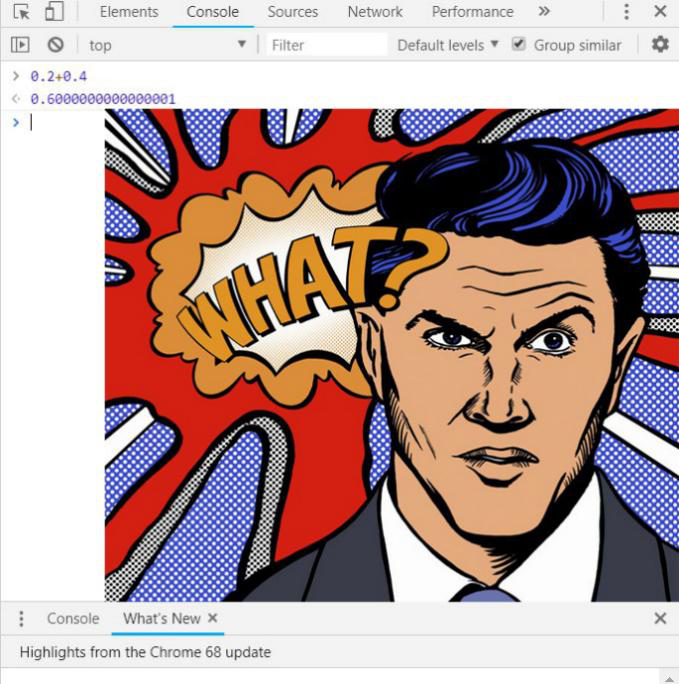 Elements Console Sources Network Performance »
top Filter Default levels Group similar
> 0.2+0.4
< 0.6000000000000001
>
WHAT?
Console What's New ×
Highlights from the Chrome 68 update